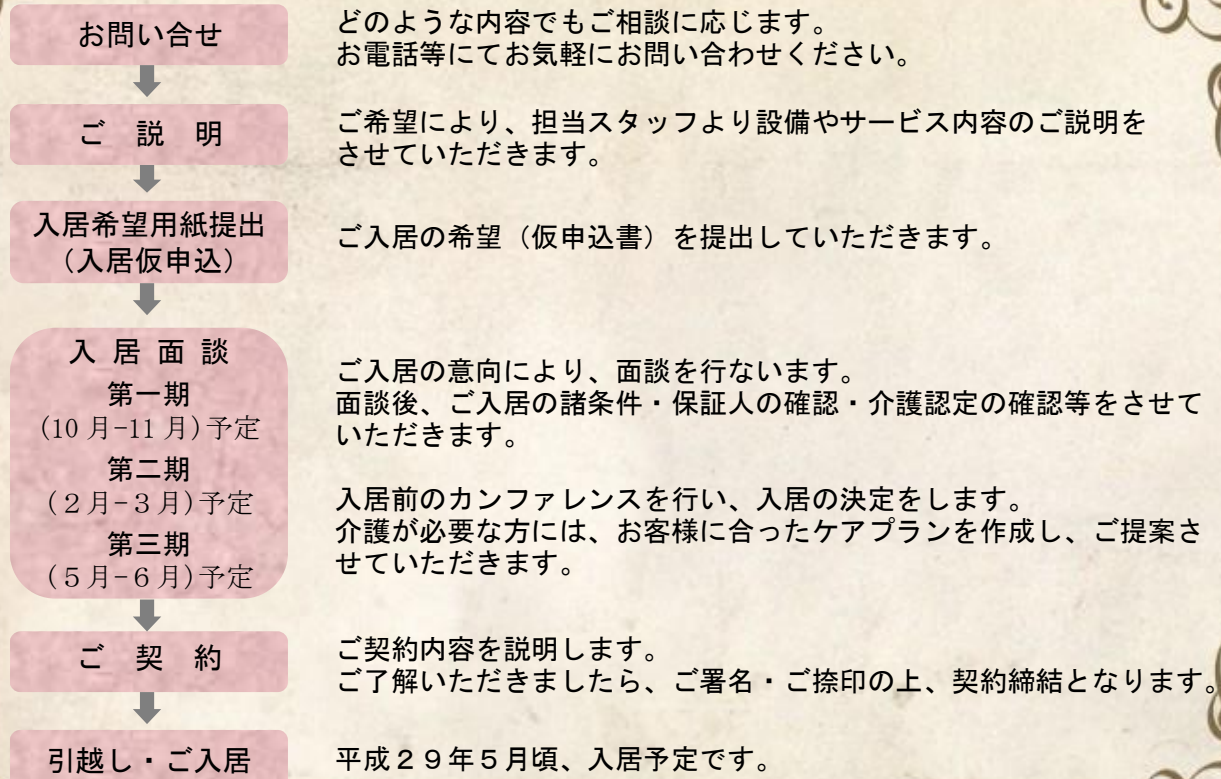 お問い合せ
どのような内容でもご相談に応じます。
お電話等にてお気軽にお問い合わせください。
ご　説　明
ご希望により、担当スタッフより設備やサービス内容のご説明を
させていただきます。
入居希望用紙提出
（入居仮申込）
ご入居の希望（仮申込書）を提出していただきます。
入 居 面 談
第一期
(10月-11月)予定
第二期
(２月-３月)予定
第三期
(５月-６月)予定
ご入居の意向により、面談を行ないます。
面談後、ご入居の諸条件・保証人の確認・介護認定の確認等をさせて
いただきます。
入居前のカンファレンスを行い、入居の決定をします。
介護が必要な方には、お客様に合ったケアプランを作成し、ご提案さ
せていただきます。
ご　契　約
ご契約内容を説明します。
ご了解いただきましたら、ご署名・ご捺印の上、契約締結となります。
引越し・ご入居
平成２９年５月頃、入居予定です。